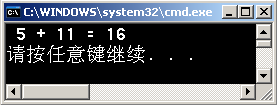 C:\WINDOWS\system32\cmd.exe
5 + 11 = 16
请按任意键继续. . .